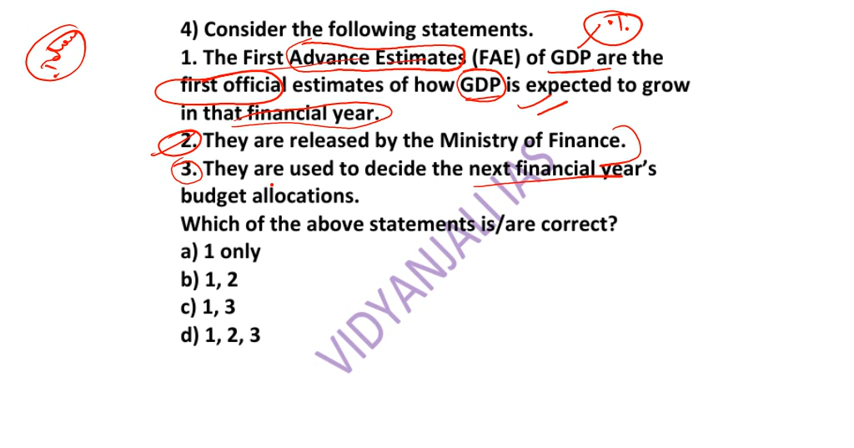 4) Consider the following statements.
1. The First Advance Estimates (FAE) of GDP are the
first official estimates of how GDP is expected to grow
in that financial year.
2. They are released by the Ministry of Finance.
3. They are used to decide the next financial year's
budget allocations.
Which of the above statements is/are correct?
a) 1 only
b) 1, 2
c) 1, 3
d) 1, 2, 3
VIDYANJALI IAS